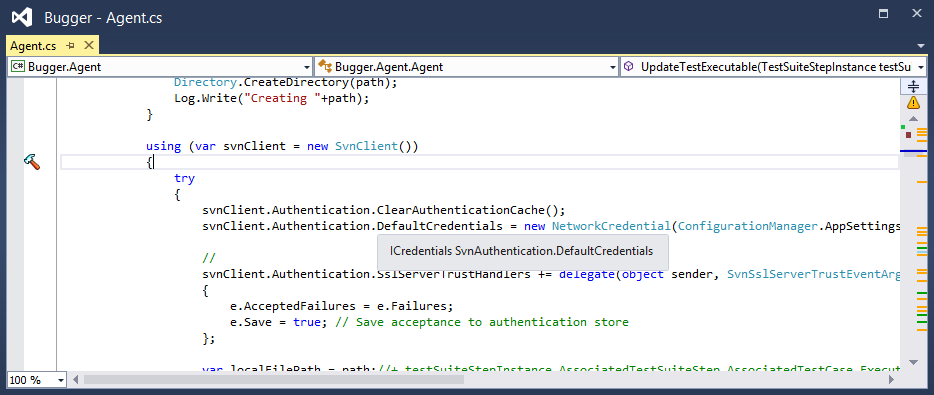 Bugger - Agent.cs
Agent.cs
C# Bugger.Agent
Bugger.Agent.Agent
UpdateTestExecutable(TestSuiteStepInstance testSu
Directory.CreateDirectory(path);
Log.Write("Creating "+path);
}
using (var svnClient = new SvnClient())
{
try
{
svnClient.Authentication.ClearAuthenticationCache();
svnClient.Authentication.DefaultCredentials = new NetworkCredential(ConfigurationManager.AppSettings
ICredentials SvnAuthentication.DefaultCredentials
//
svnClient.Authentication.SslServerTrustHandlers += delegate(object sender, SvnSslServerTrustEventArg
{
e.AcceptedFailures = e.Failures;
e.Save = true; // Save acceptance to authentication store
};
var localFilePath = path;//+ testSuiteStepInstance.AssociatedTestSuiteStep.AssociatedTestCase.Execut
100 %